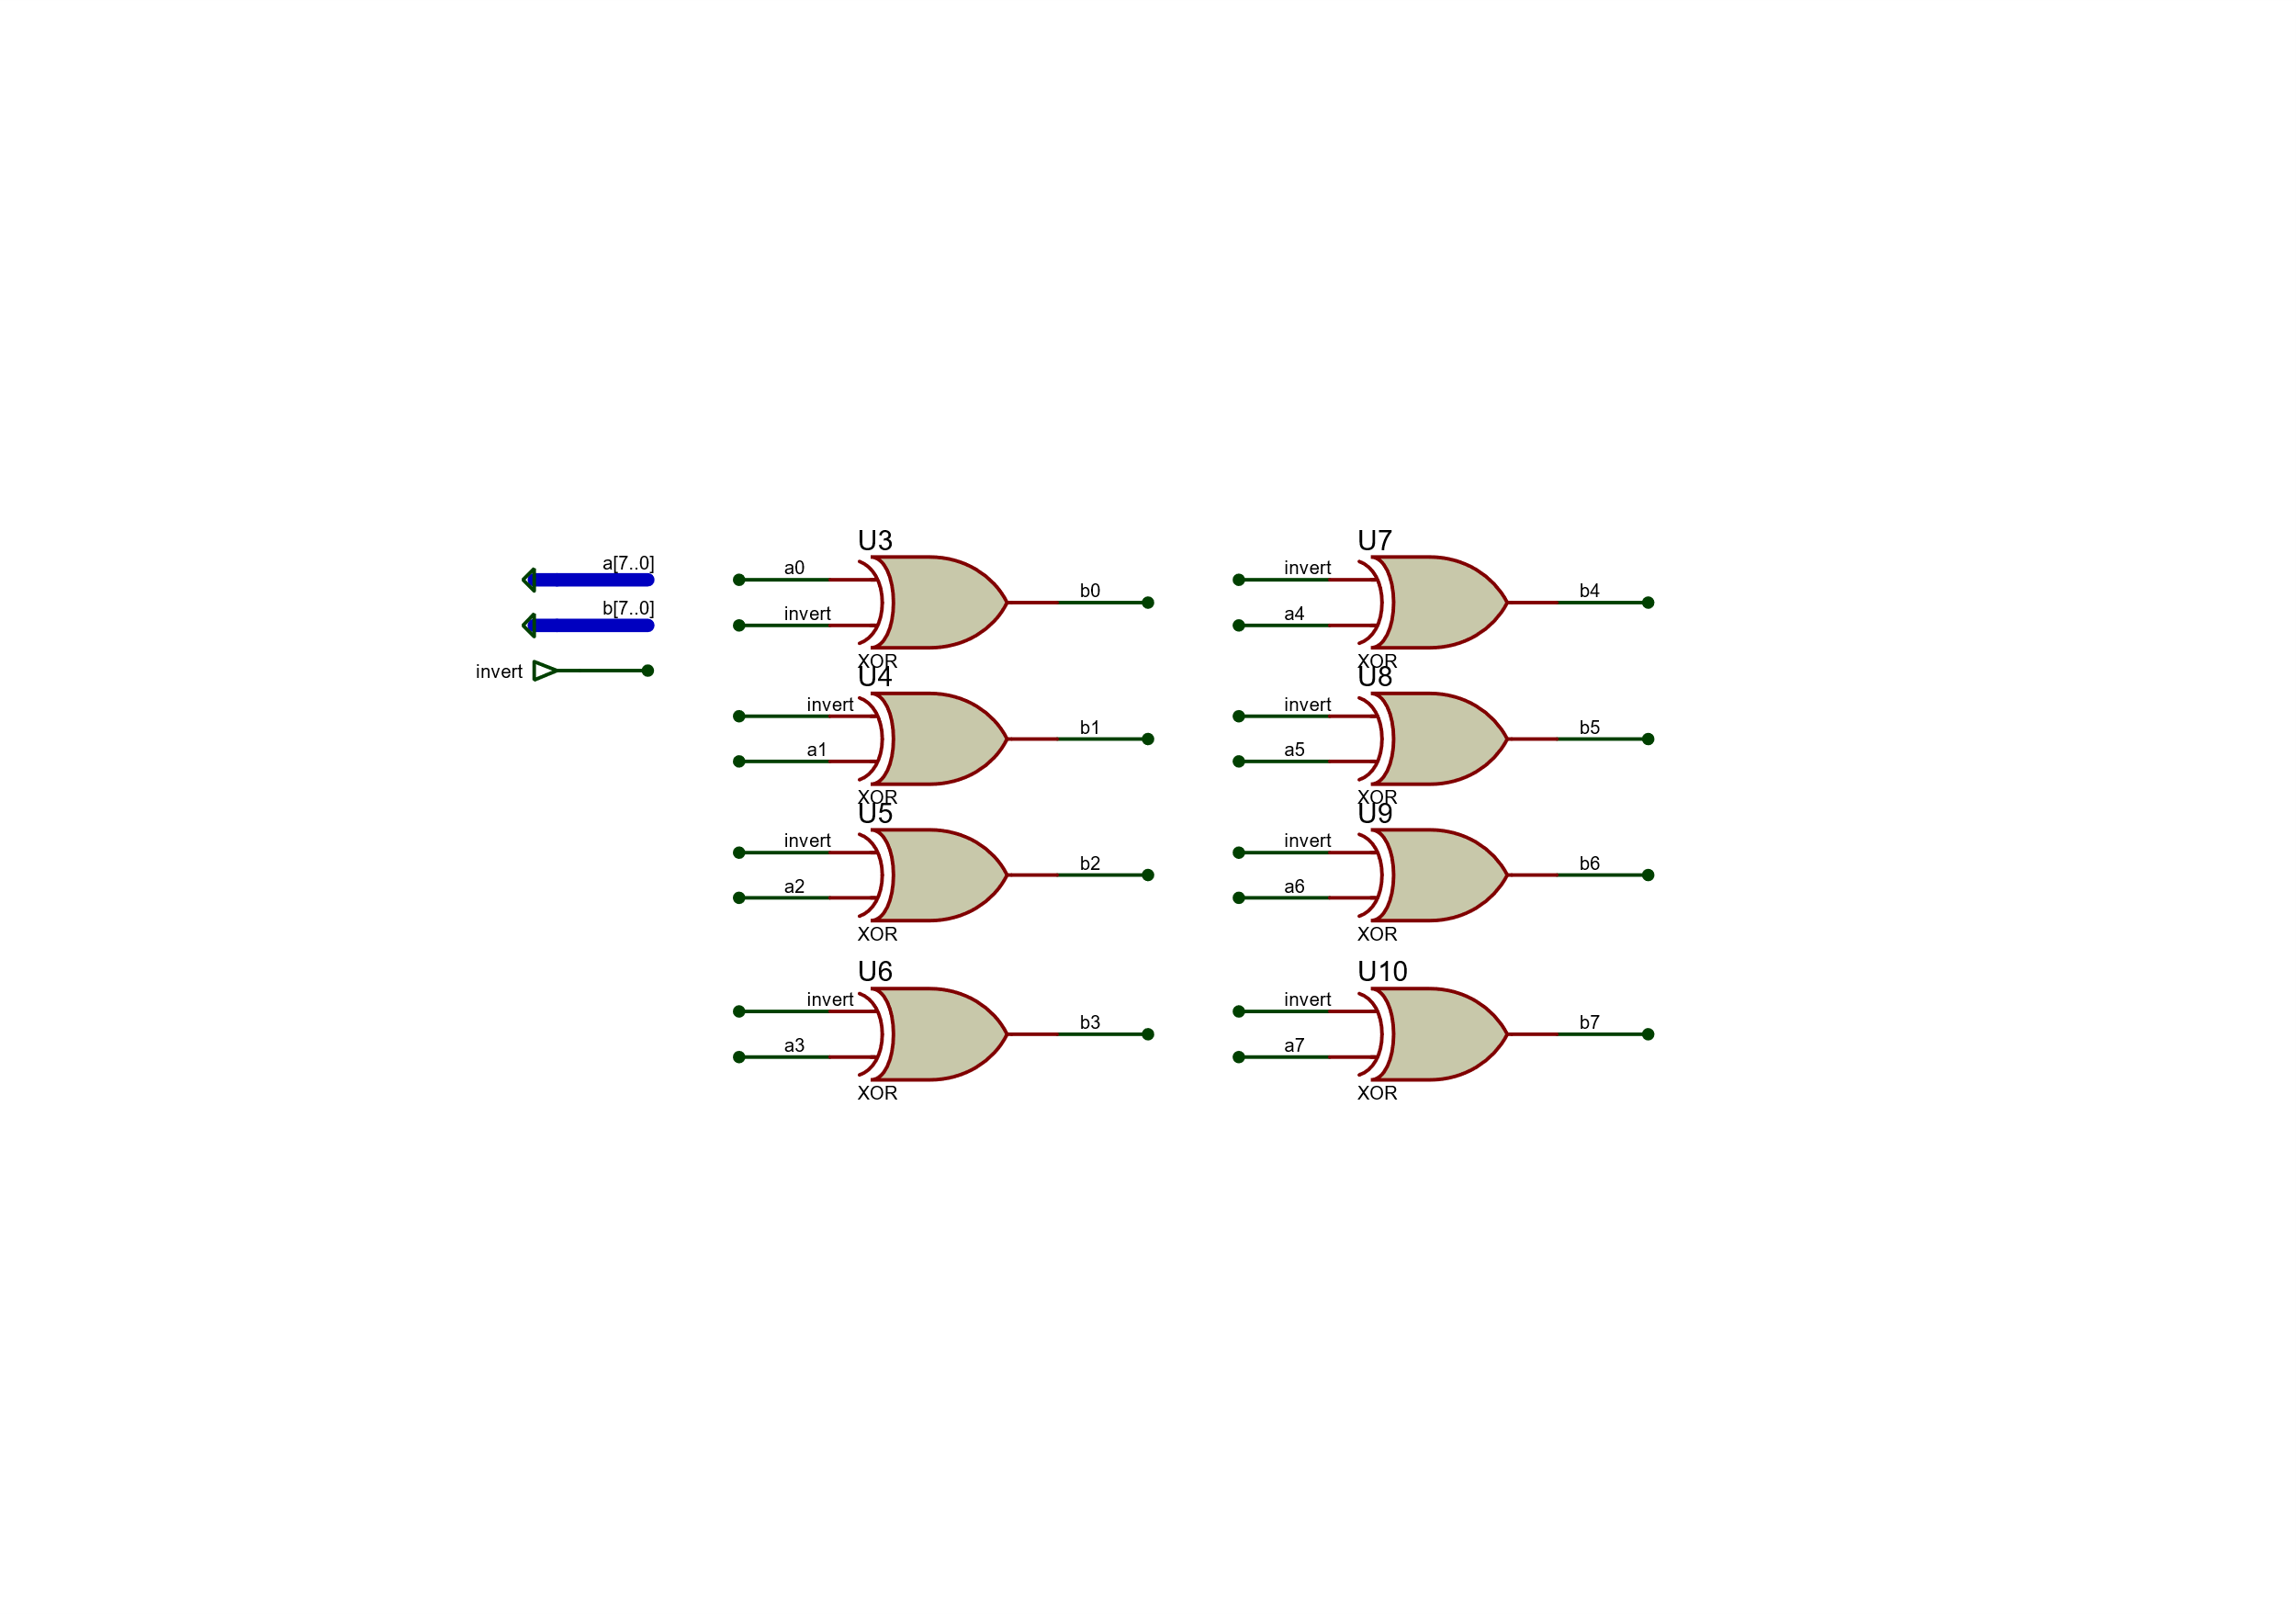 a[7..0]
b[7..0]
invert
U3
a0
invert
b0
XOR
U4
invert
a1
b1
XOR
U5
invert
a2
b2
XOR
U6
invert
a3
b3
XOR
U7
invert
a4
b4
XOR
U8
invert
a5
b5
XOR
U9
invert
a6
b6
XOR
U10
invert
a7
b7
XOR